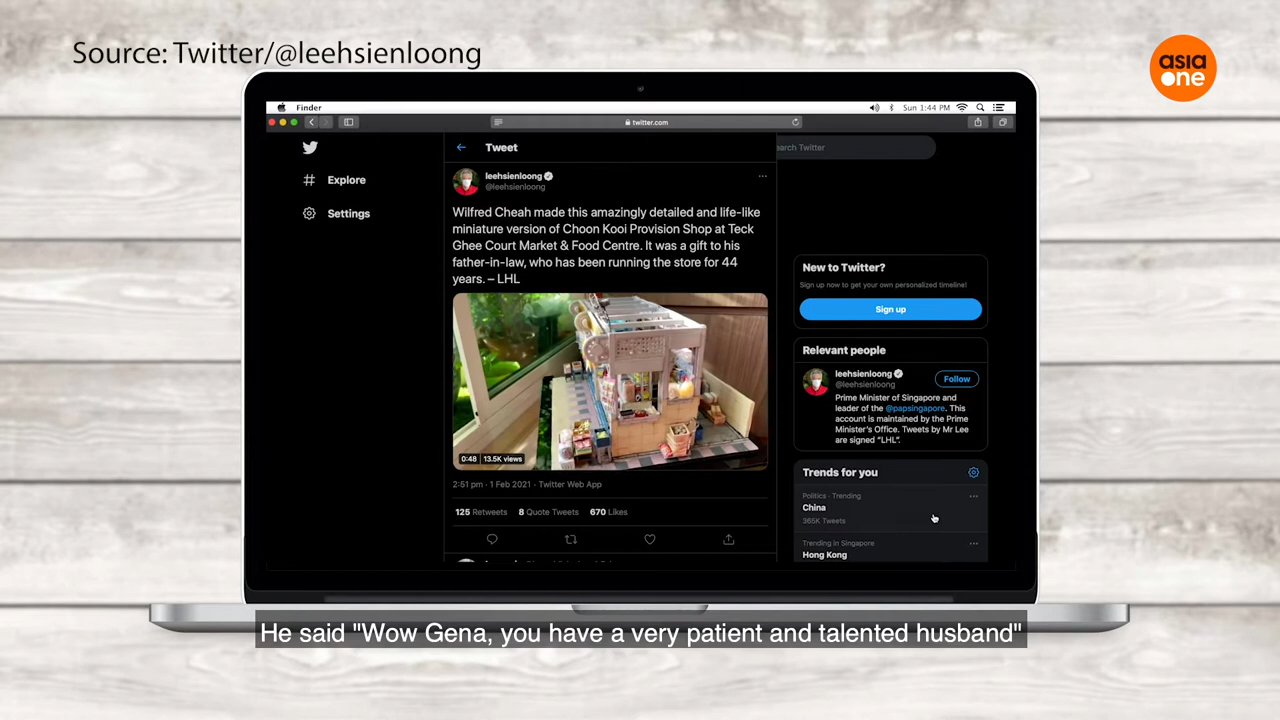 Source: Twitter/@leehsienloong
asia
one
Finder
Sun 1:44 PM
twitter.com
Tweet
earch Twitter
Explore
Settings
leehsienloong
@leehsienloong
Wilfred Cheah made this amazingly detailed and life-like
miniature version of Choon Kooi Provision Shop at Teck
Ghee Court Market & Food Centre. It was a gift to his
father-in-law, who has been running the store for 44
years. – LHL
0:48
13.5K views
2:51 pm · 1 Feb 2021 · Twitter Web App
125 Retweets 8 Quote Tweets 670 Likes
New to Twitter?
Sign up now to get your own personalized timeline!
Sign up
Relevant people
leehsienloong
@leehsienloong
Follow
Prime Minister of Singapore and
leader of the @papsingapore. This
account is maintained by the Prime
Minister's Office. Tweets by Mr Lee
are signed "LHL".
Trends for you
Politics · Trending
China
365K Tweets
Trending in Singapore
Hong Kong
He said "Wow Gena, you have a very patient and talented husband"